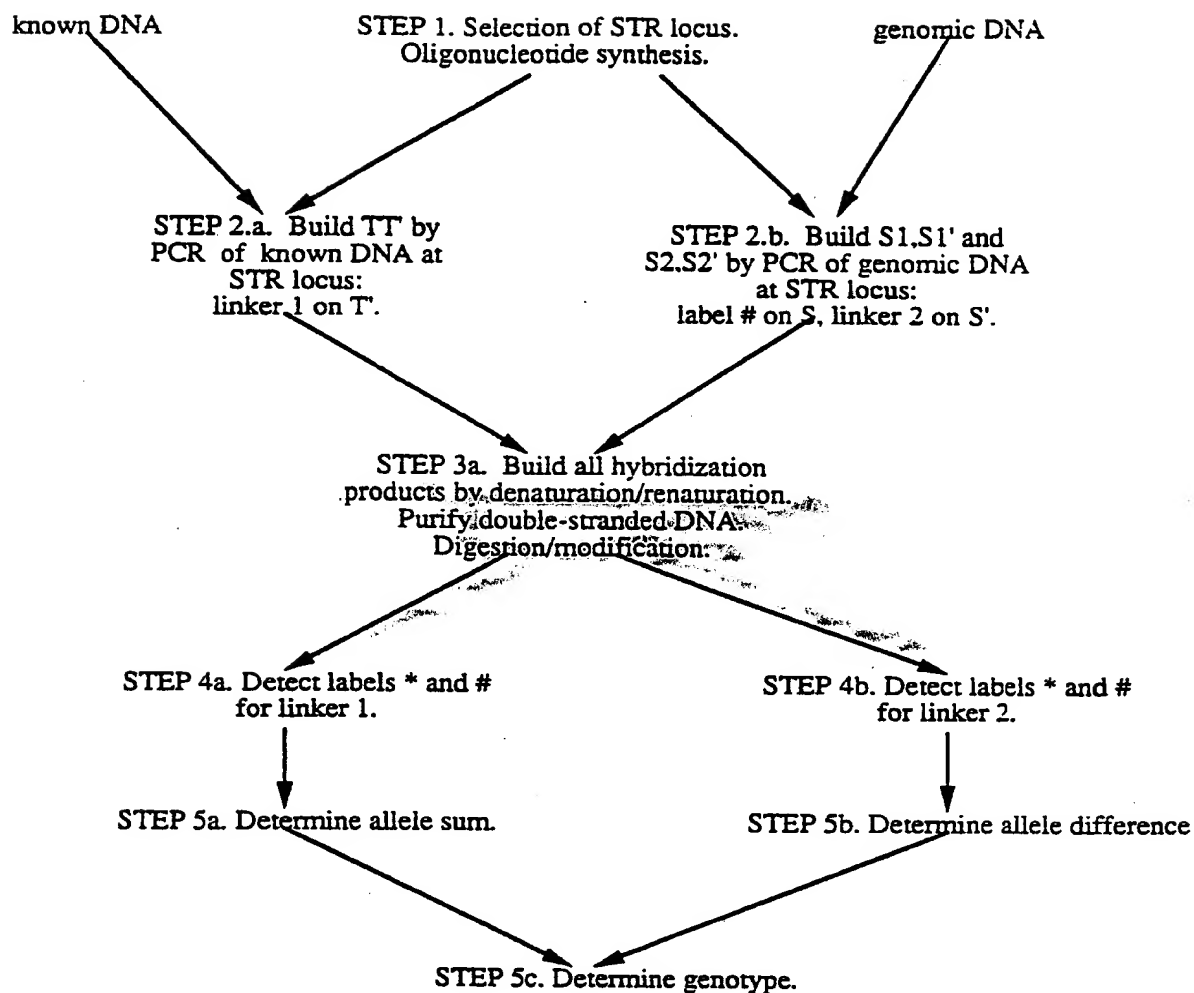 known DNA
STEP 1. Selection of STR locus.
Oligonucleotide synthesis.
genomic DNA
STEP 2.a. Build TT' by
PCR of known DNA at
STR locus:
linker 1 on T'.
STEP 2.b. Build S1,S1' and
S2,S2' by PCR of genomic DNA
at STR locus:
label # on S, linker 2 on S'.
STEP 3a. Build all hybridization
products by denaturation/renaturation.
Purify double-stranded DNA.
Digestion/modification.
STEP 4a. Detect labels * and #
for linker 1.
STEP 4b. Detect labels * and #
for linker 2.
STEP 5a. Determine allele sum.
STEP 5b. Determine allele difference
STEP 5c. Determine genotype.